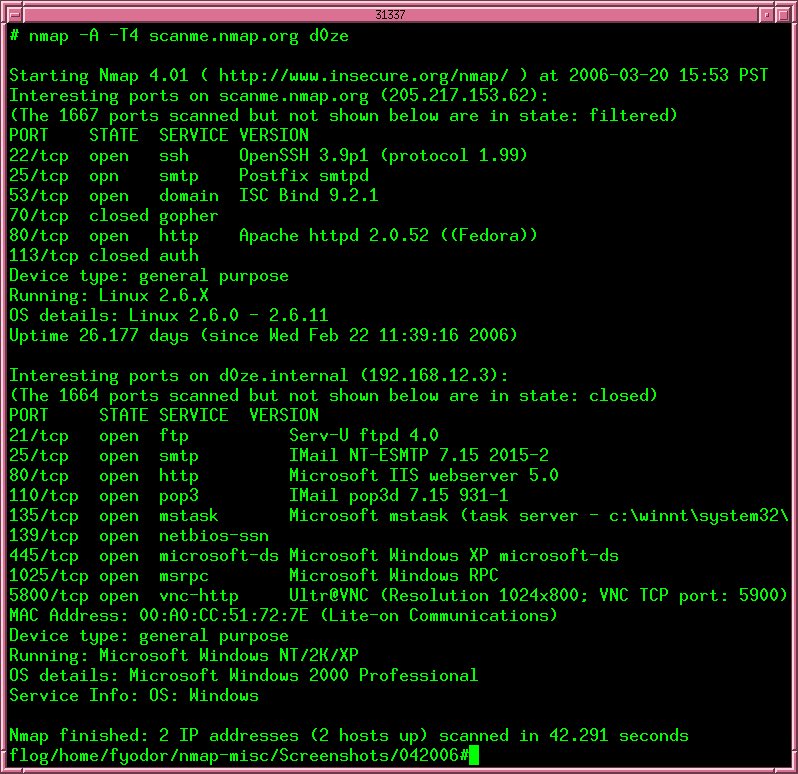 31337
# nmap -A -T4 scanme.nmap.org d0ze
Starting Nmap 4.01 ( http://www.insecure.org/nmap/ ) at 2006-03-20 15:53 PST
Interesting ports on scanme.nmap.org (205.217.153.62):
(The 1667 ports scanned but not shown below are in state: filtered)
PORT    STATE  SERVICE VERSION
22/tcp  open   ssh     OpenSSH 3.9p1 (protocol 1.99)
25/tcp  opn    smtp    Postfix smtpd
53/tcp  open   domain  ISC Bind 9.2.1
70/tcp  closed gopher
80/tcp  open   http    Apache httpd 2.0.52 ((Fedora))
113/tcp closed auth
Device type: general purpose
Running: Linux 2.6.X
OS details: Linux 2.6.0 - 2.6.11
Uptime 26.177 days (since Wed Feb 22 11:39:16 2006)
Interesting ports on d0ze.internal (192.168.12.3):
(The 1664 ports scanned but not shown below are in state: closed)
PORT     STATE SERVICE  VERSION
21/tcp   open  ftp          Serv-U ftpd 4.0
25/tcp   open  smtp         IMail NT-ESMTP 7.15 2015-2
80/tcp   open  http         Microsoft IIS webserver 5.0
110/tcp  open  pop3         IMail pop3d 7.15 931-1
135/tcp  open  mstask       Microsoft mstask (task server - c:\winnt\system32\
139/tcp  open  netbios-ssn
445/tcp  open  microsoft-ds Microsoft Windows XP microsoft-ds
1025/tcp open  msrpc        Microsoft Windows RPC
5800/tcp open  vnc-http     Ultr@VNC (Resolution 1024x800; VNC TCP port: 5900)
MAC Address: 00:A0:CC:51:72:7E (Lite-on Communications)
Device type: general purpose
Running: Microsoft Windows NT/2K/XP
OS details: Microsoft Windows 2000 Professional
Service Info: OS: Windows
Nmap finished: 2 IP addresses (2 hosts up) scanned in 42.291 seconds
flog/home/fyodor/nmap-misc/Screenshots/042006#